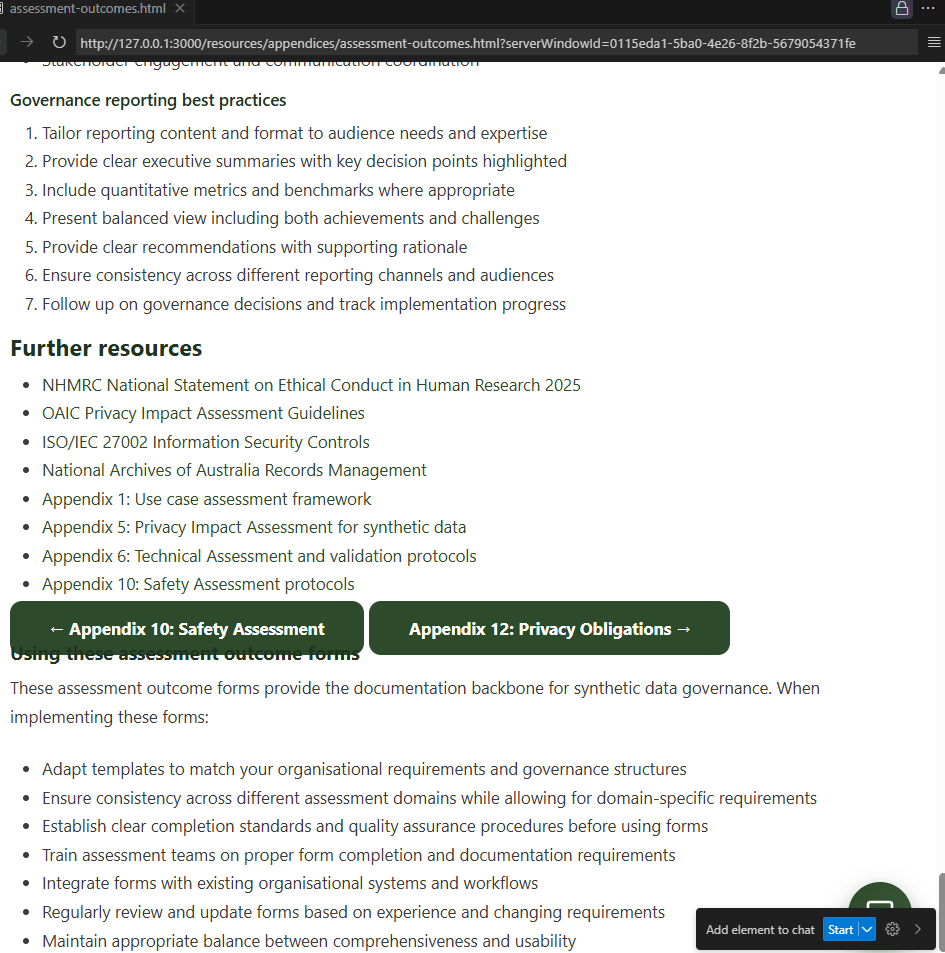 assessment-outcomes.html
http://127.0.0.1:3000/resources/appendices/assessment-outcomes.html?serverWindowId=0115eda1-5ba0-4e26-8f2b-5679054371fe
Stakeholder engagement and communication coordination
Governance reporting best practices
1. Tailor reporting content and format to audience needs and expertise
2. Provide clear executive summaries with key decision points highlighted
3. Include quantitative metrics and benchmarks where appropriate
4. Present balanced view including both achievements and challenges
5. Provide clear recommendations with supporting rationale
6. Ensure consistency across different reporting channels and audiences
7. Follow up on governance decisions and track implementation progress
Further resources
• NHMRC National Statement on Ethical Conduct in Human Research 2025
• OAIC Privacy Impact Assessment Guidelines
• ISO/IEC 27002 Information Security Controls
• National Archives of Australia Records Management
• Appendix 1: Use case assessment framework
• Appendix 5: Privacy Impact Assessment for synthetic data
• Appendix 6: Technical Assessment and validation protocols
• Appendix 10: Safety Assessment protocols
← Appendix 10: Safety Assessment
Appendix 12: Privacy Obligations →
Using these assessment outcome forms
These assessment outcome forms provide the documentation backbone for synthetic data governance. When
implementing these forms:
• Adapt templates to match your organisational requirements and governance structures
• Ensure consistency across different assessment domains while allowing for domain-specific requirements
• Establish clear completion standards and quality assurance procedures before using forms
• Train assessment teams on proper form completion and documentation requirements
• Integrate forms with existing organisational systems and workflows
• Regularly review and update forms based on experience and changing requirements
• Maintain appropriate balance between comprehensiveness and usability
Add element to chat
Start